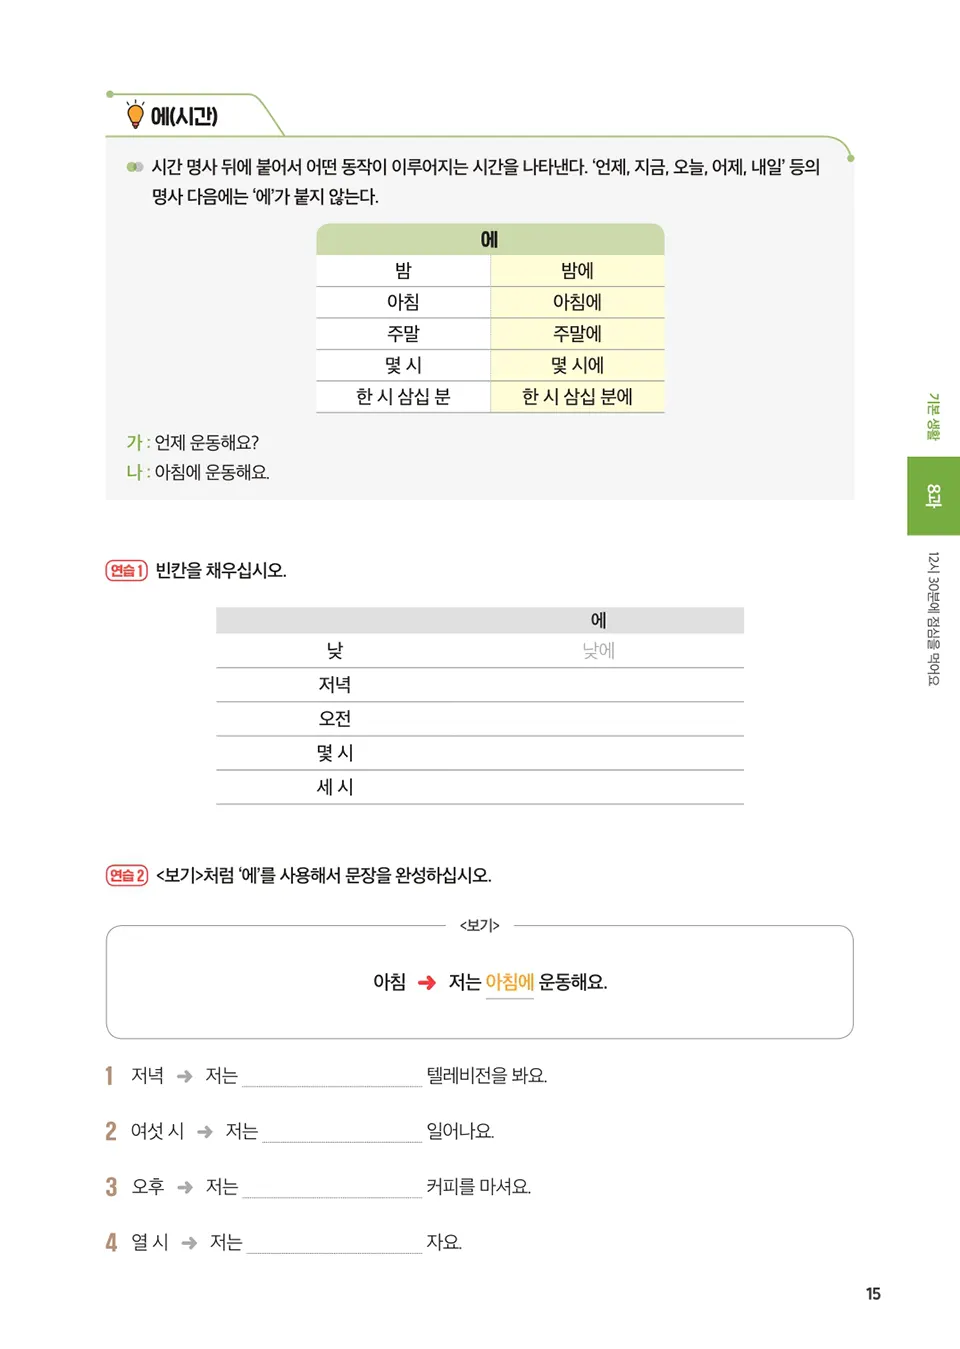 에(시간)
시간 명사 뒤에 붙어서 어떤 동작이 이루어지는 시간을 나타낸다. ‘언제, 지금, 오늘, 어제, 내일’ 등의
명사 다음에는 ‘에’가 붙지 않는다.
에
밤 밤에
아침 아침에
주말 주말에
몇 시 몇 시에
한 시 삼십 분 한 시 삼십 분에
가 : 언제 운동해요?
나 : 아침에 운동해요.
기본 생활
8과
12시 30분에 점심을 먹어요
연습 1 빈칸을 채우십시오.
에
낮 낮에
저녁
오전
몇 시
세 시
연습 2 <보기>처럼 ‘에’를 사용해서 문장을 완성하십시오.
<보기>
아침 ➜ 저는 아침에 운동해요.
1 저녁 ➜ 저는 텔레비전을 봐요.
2 여섯 시 ➜ 저는 일어나요.
3 오후 ➜ 저는 커피를 마셔요.
4 열 시 ➜ 저는 자요.
15